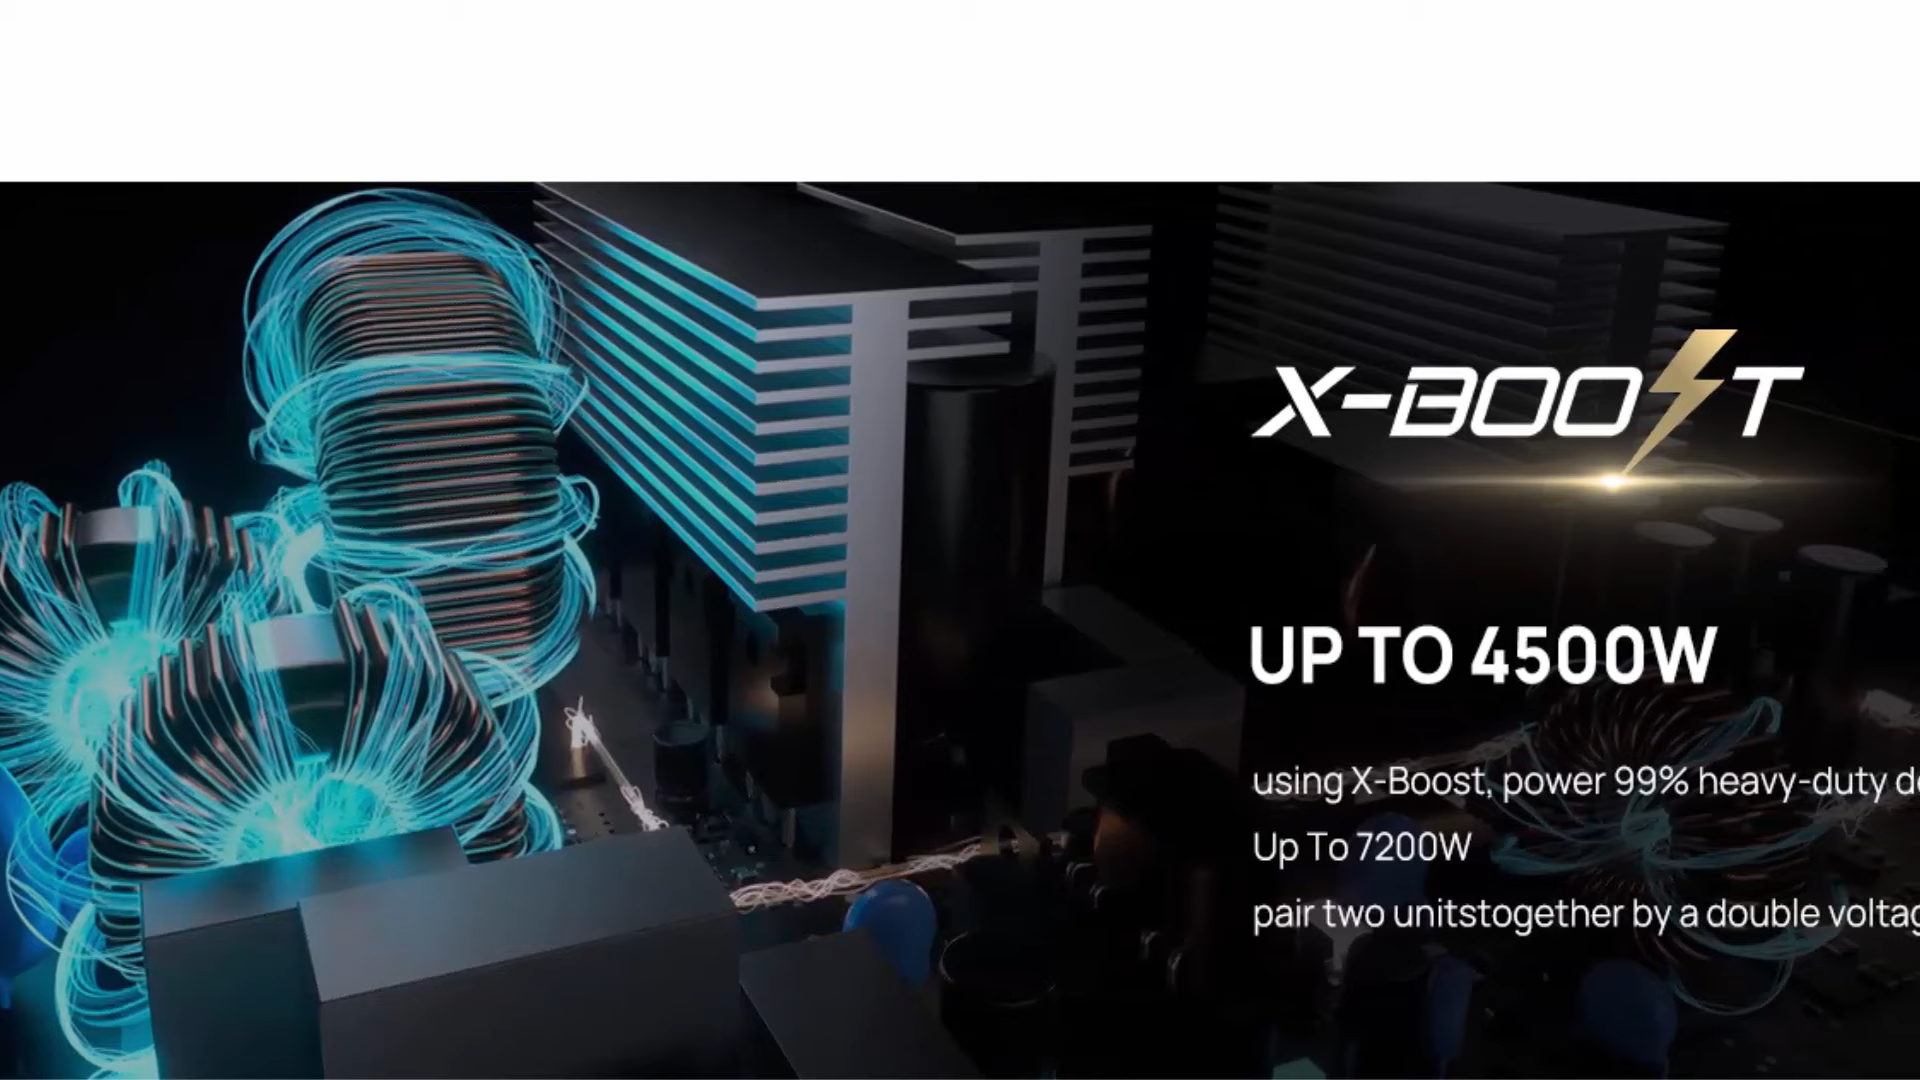 X-BOOST
UP TO 4500W
using X-Boost, power 99% heavy-duty
Up To 7200W
pair two unitstogether by a double